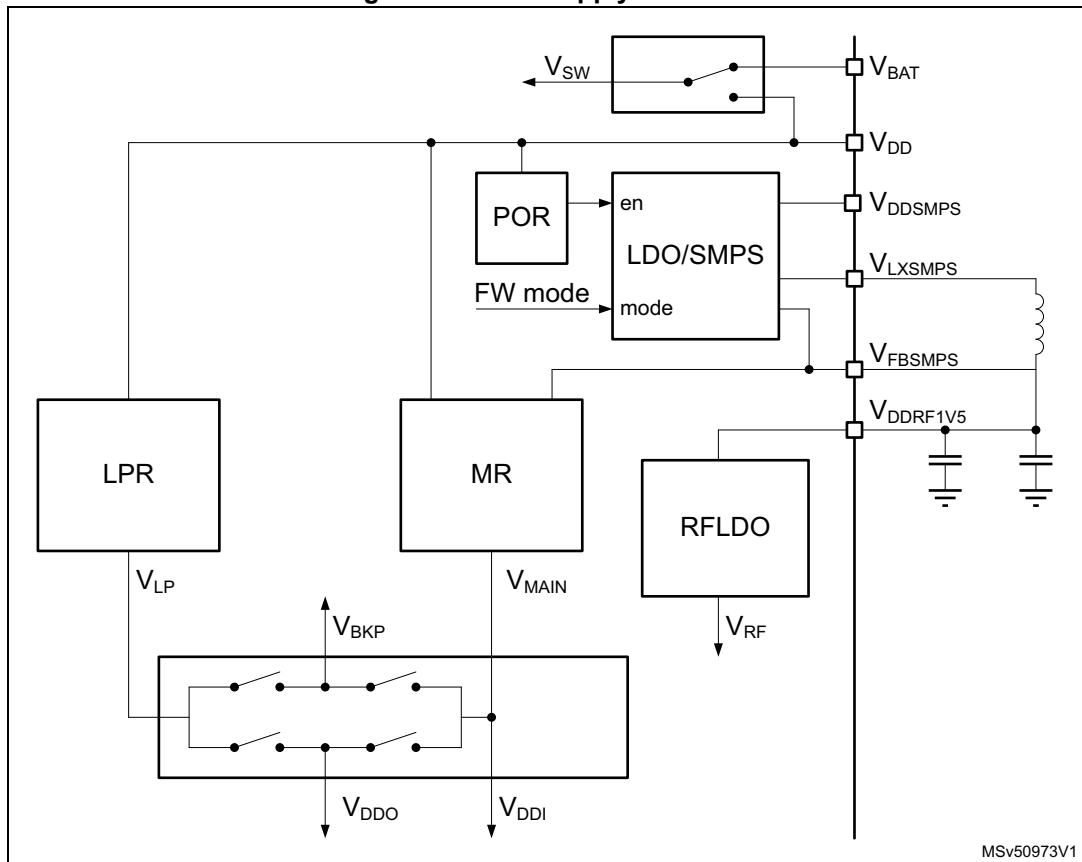 V_SW
V_BAT
V_DD
POR
en
LDO/SMPS
V_DDSMPS
V_LXSMPS
FW mode
mode
V_FBSMPS
V_DDRF1V5
LPR
MR
RFLDO
V_LP
V_MAIN
V_BKP
V_RF
V_DDO
V_DDI
MSv50973V1